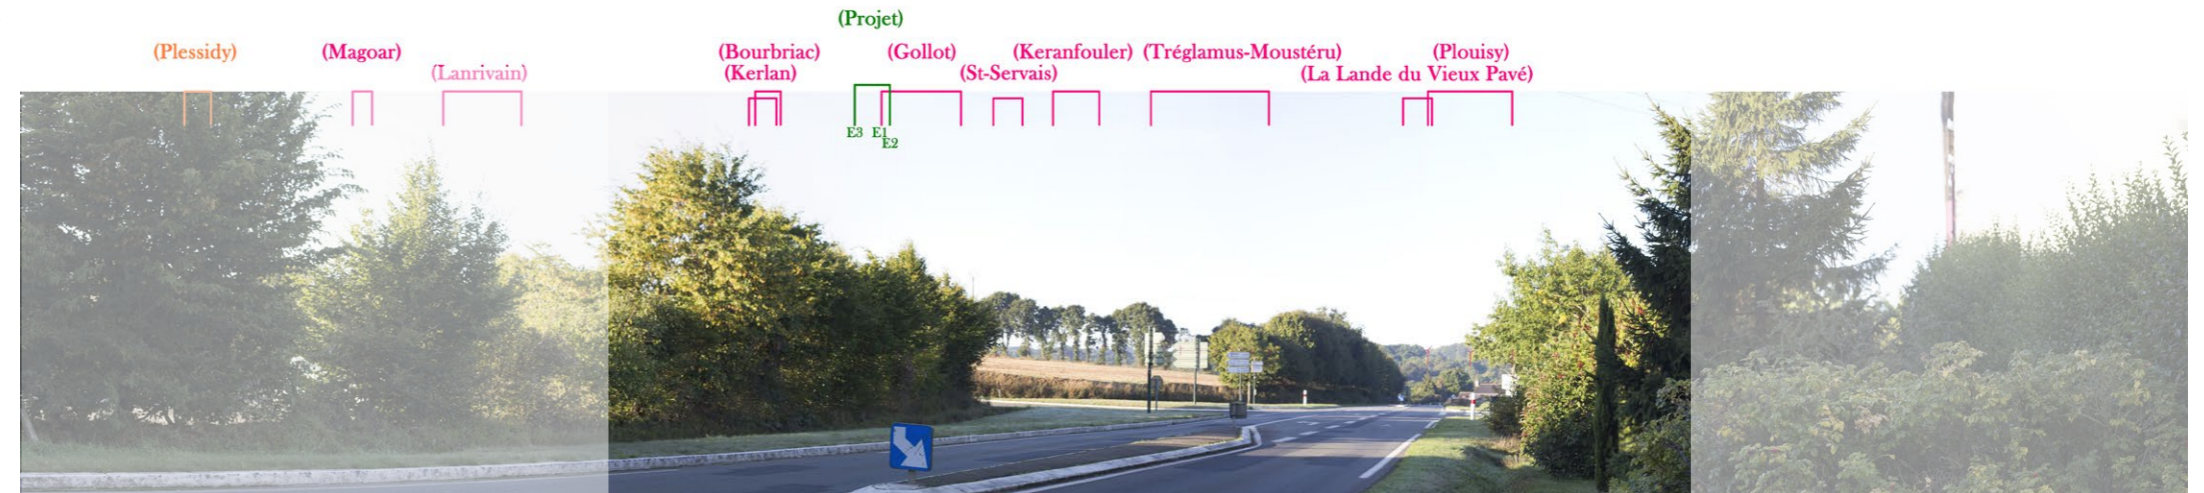 (Projet)
(Plessidy) (Magoar) (Bourbriac) (Gollot) (Keranfouler) (Tréglamus-Moustéru) (Plouisy)
(Lanrivain) (Kerlan) (St-Servais) (La Lande du Vieux Pavé)
E3 E1
E2